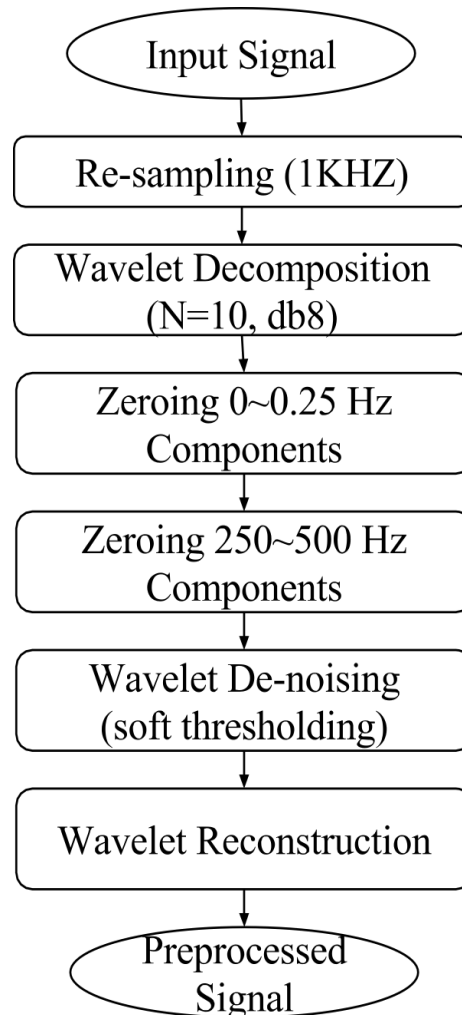 Input Signal
Re-sampling (1KHZ)
Wavelet Decomposition
(N=10, db8)
Zeroing 0~0.25 Hz
Components
Zeroing 250~500 Hz
Components
Wavelet De-noising
(soft thresholding)
Wavelet Reconstruction
Preprocessed
Signal